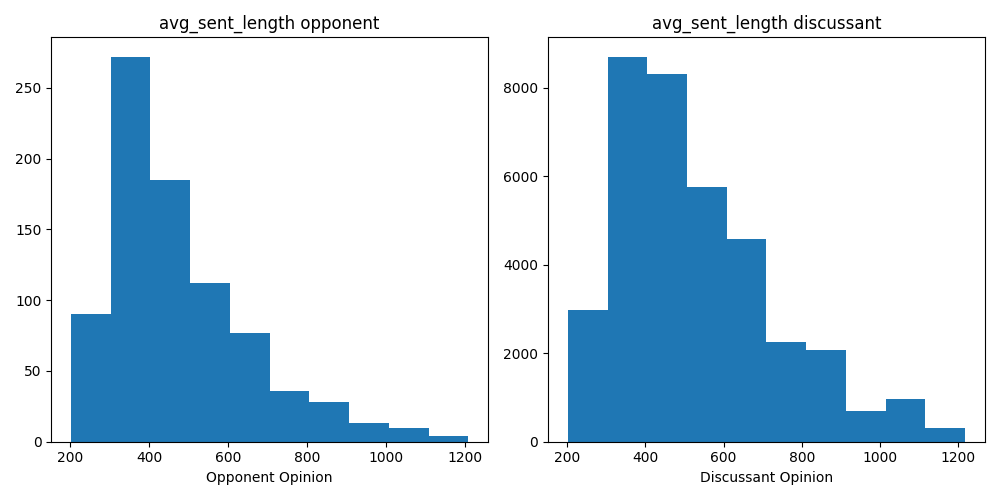 avg_sent_length opponent
250
200
150
100
50
0
200 400 600 800 1000 1200
Opponent Opinion
avg_sent_length discussant
8000
6000
4000
2000
0
200 400 600 800 1000 1200
Discussant Opinion